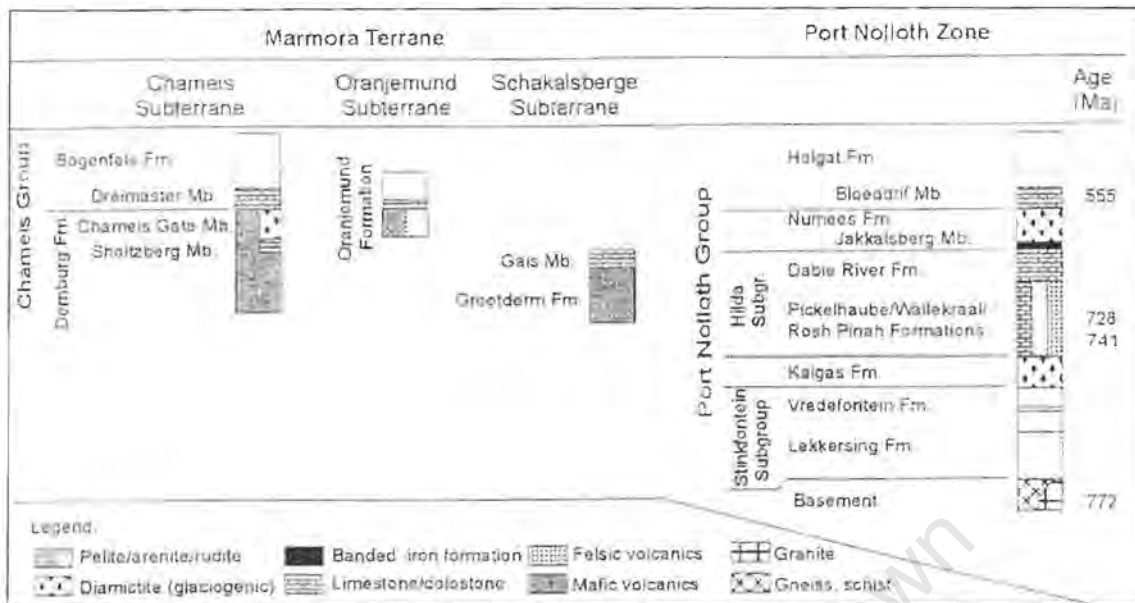 Marmora Terrane
Port Nolloth Zone
Chameis
Subterrane
Oranjemund
Subterrane
Schakalsberge
Subterrane
Age
(Ma)
Chameis Group
Bogenfels Fm.
Dreimaster Mb.
Dernburg Fm.
Chameis Gate Mb.
Sholtzberg Mb.
Oranjemund
Formation
Gais Mb.
Grootderm Fm.
Port Nolloth Group
Holgat Fm.
Bloeddrif Mb.
555
Numees Fm.
Jakkalsberg Mb.
Hilda
Subgr.
Dabie River Fm.
Pickelhaube/Wallekraal/
Rosh Pinah Formations
728
741
Kaigas Fm.
Stinkfontein
Subgroup
Vredefontein Fm.
Lekkersing Fm.
Basement
772
Legend.
Pelite/arenite/rudite
Banded iron formation
Felsic volcanics
Granite
Diamictite (glaciogenic)
Limestone/dolostone
Mafic volcanics
Gneiss, schist
wn